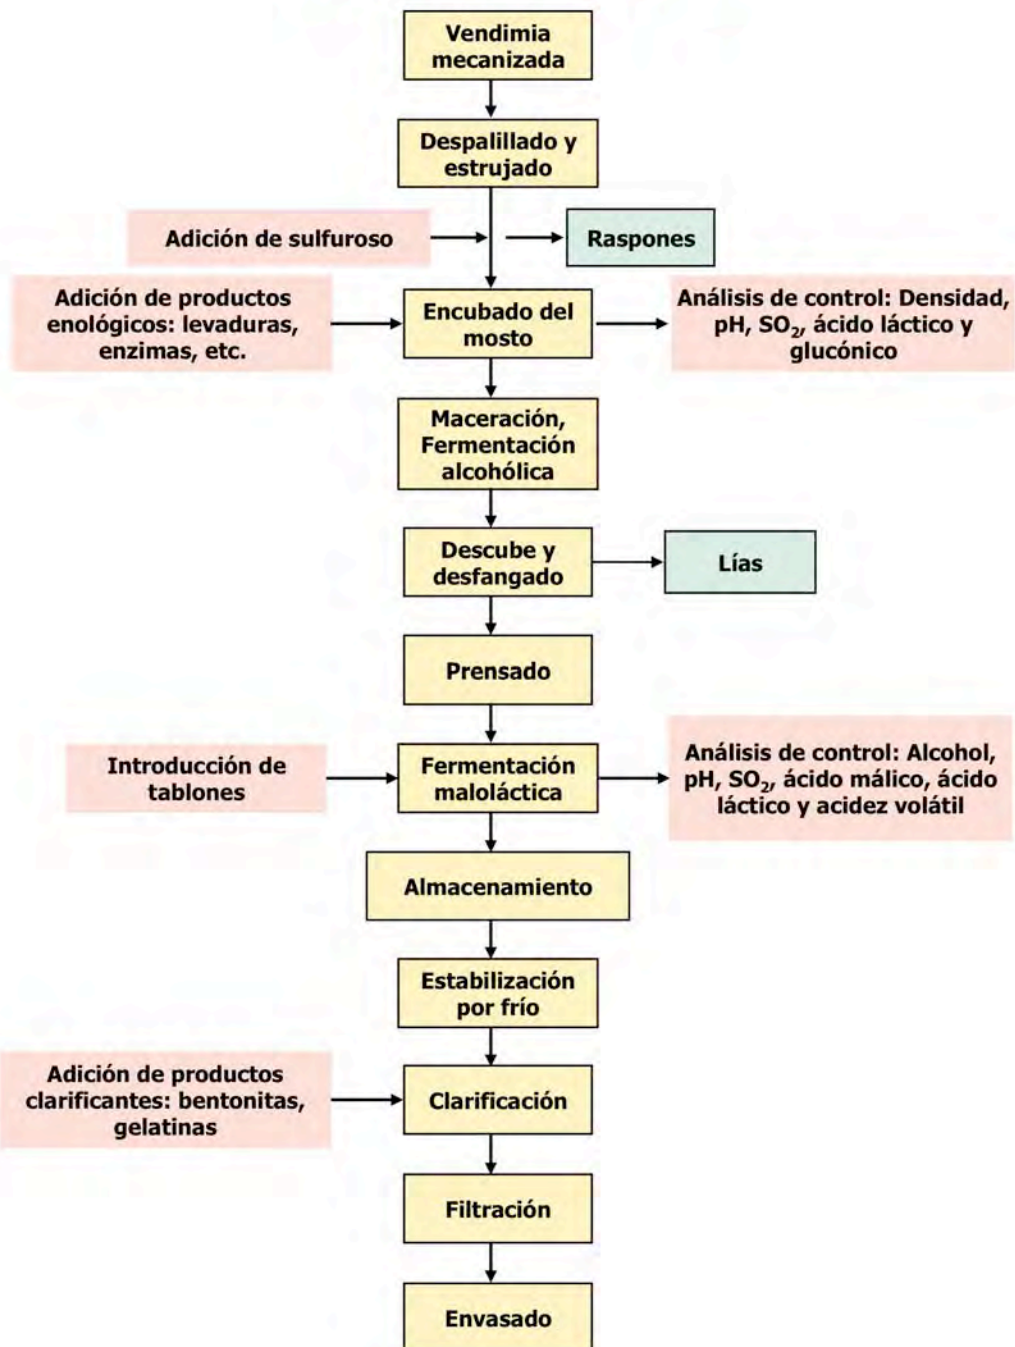 Vendimia
mecanizada
Despalillado y
estrujado
Adición de sulfuroso
Raspones
Adición de productos
enológicos: levaduras,
enzimas, etc.
Encubado del
mosto
Análisis de control: Densidad,
pH, SO₂, ácido láctico y
glucónico
Maceración,
Fermentación
alcohólica
Descube y
desfangado
Lías
Prensado
Introducción de
tablones
Fermentación
maloláctica
Análisis de control: Alcohol,
pH, SO₂, ácido málico, ácido
láctico y acidez volátil
Almacenamiento
Estabilización
por frío
Adición de productos
clarificantes: bentonitas,
gelatinas
Clarificación
Filtración
Envasado